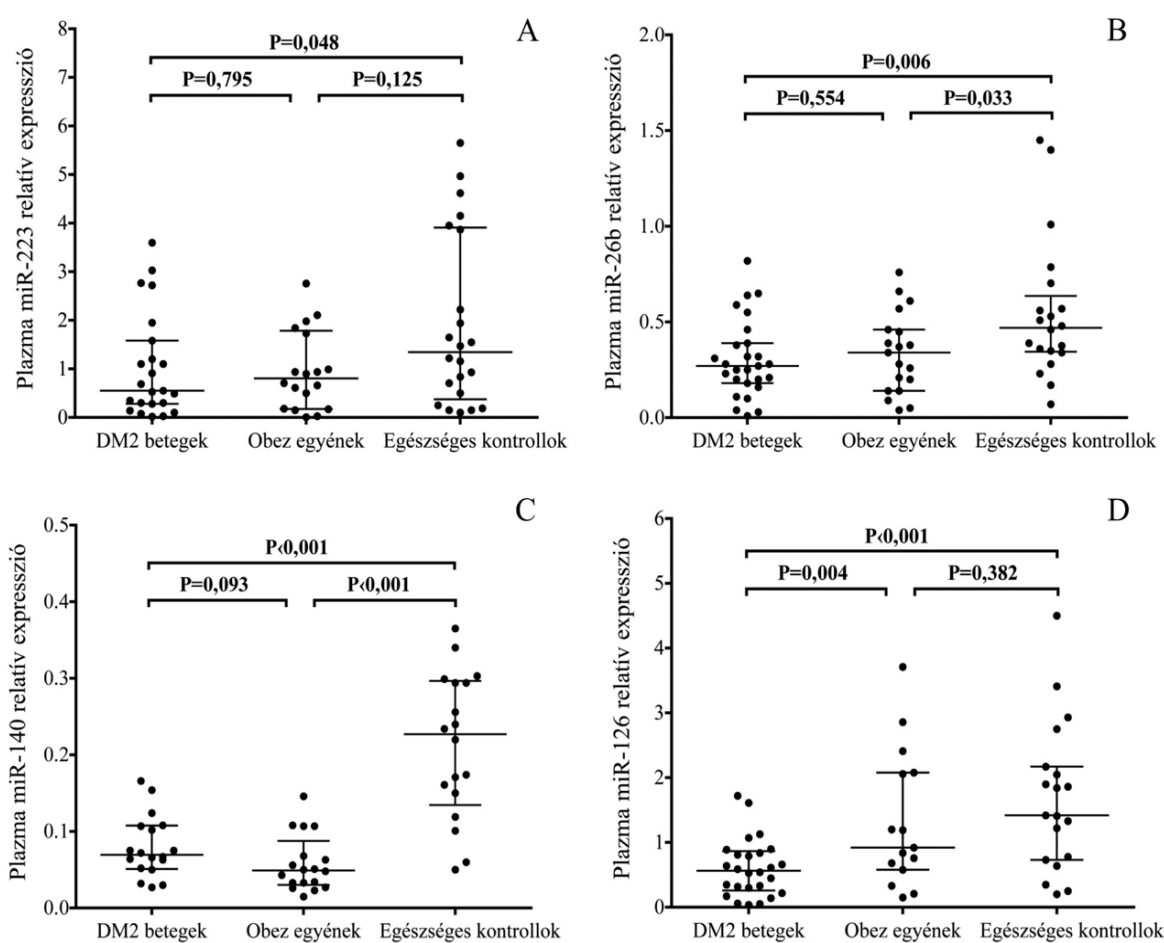 A
Plazma miR-223 relatív expresszió
8
7
6
5
4
3
2
1
0
P=0,048
P=0,795
P=0,125
DM2 betegek
Obez egyének
Egészséges kontrollok
B
Plazma miR-26b relatív expresszió
2.0
1.5
1.0
0.5
0.0
P=0,006
P=0,554
P=0,033
DM2 betegek
Obez egyének
Egészséges kontrollok
C
Plazma miR-140 relatív expresszió
0.5
0.4
0.3
0.2
0.1
0.0
P<0,001
P=0,093
P<0,001
DM2 betegek
Obez egyének
Egészséges kontrollok
D
Plazma miR-126 relatív expresszió
6
5
4
3
2
1
0
P<0,001
P=0,004
P=0,382
DM2 betegek
Obez egyének
Egészséges kontrollok